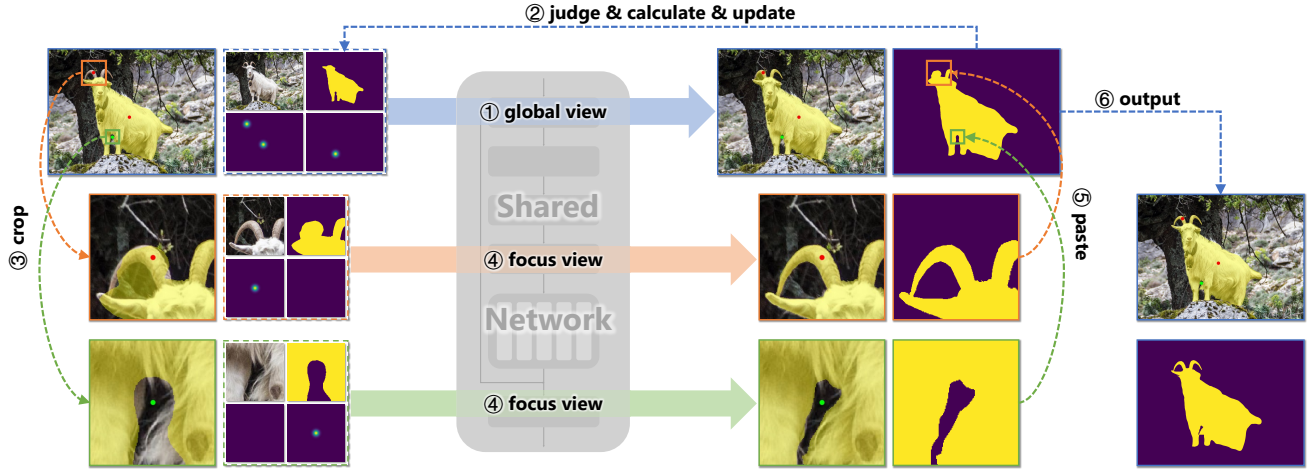 ② judge & calculate & update
① global view
⑥ output
Shared
③ crop
⑤ paste
④ focus view
Network
④ focus view